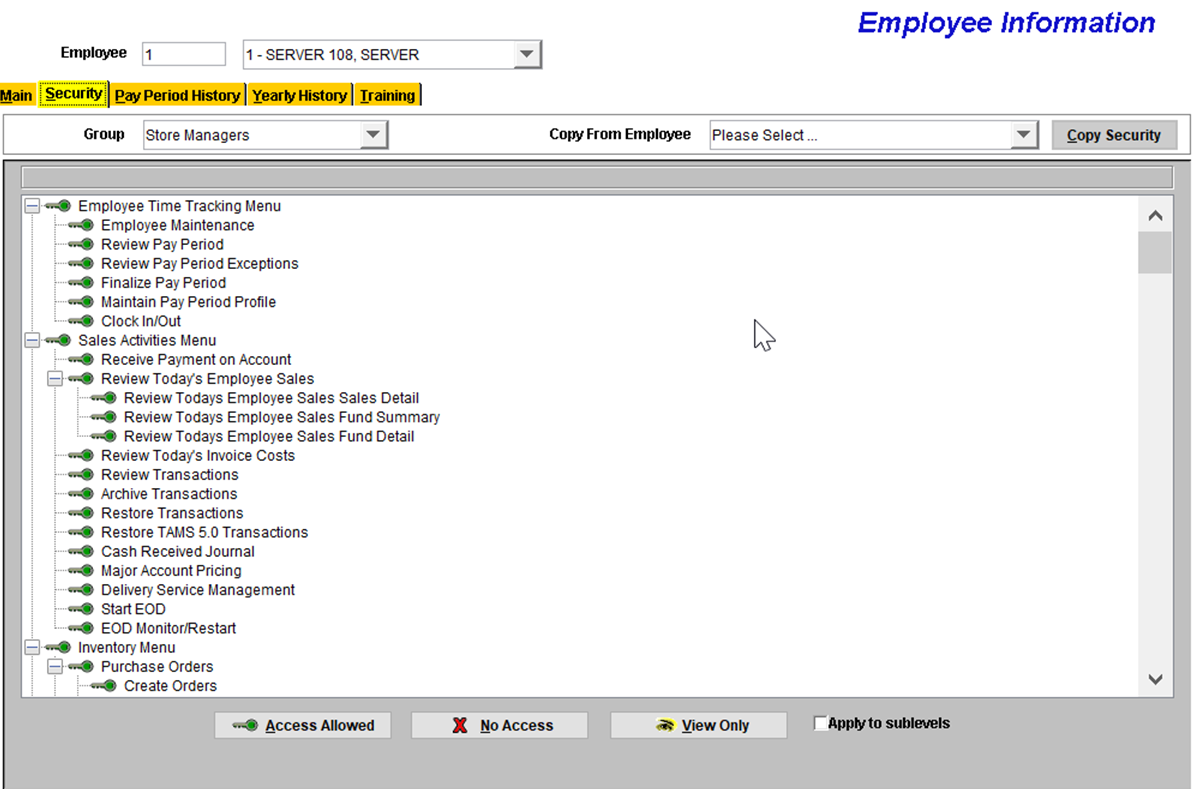 Employee Information
Employee 1 1 - SERVER 108, SERVER
Main Security Pay Period History Yearly History Training
Group Store Managers Copy From Employee Please Select ... Copy Security
Employee Time Tracking Menu
Employee Maintenance
Review Pay Period
Review Pay Period Exceptions
Finalize Pay Period
Maintain Pay Period Profile
Clock In/Out
Sales Activities Menu
Receive Payment on Account
Review Today's Employee Sales
Review Todays Employee Sales Sales Detail
Review Todays Employee Sales Fund Summary
Review Todays Employee Sales Fund Detail
Review Today's Invoice Costs
Review Transactions
Archive Transactions
Restore Transactions
Restore TAMS 5.0 Transactions
Cash Received Journal
Major Account Pricing
Delivery Service Management
Start EOD
EOD Monitor/Restart
Inventory Menu
Purchase Orders
Create Orders
Access Allowed No Access View Only Apply to sublevels